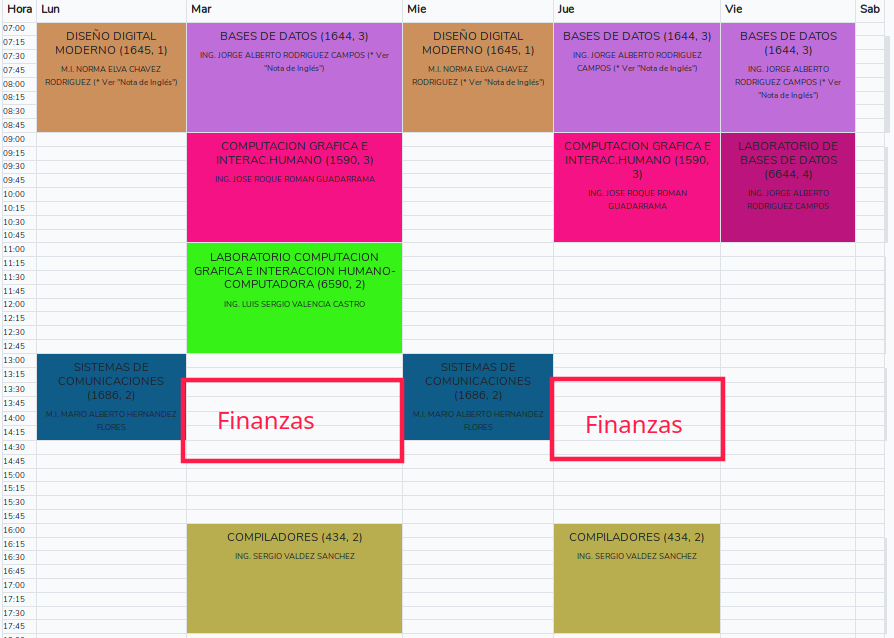 Hora Lun Mar Mie Jue Vie Sab
07:00
07:15
07:30
07:45
08:00
08:15
08:30
08:45
09:00
09:15
09:30
09:45
10:00
10:15
10:30
10:45
11:00
11:15
11:30
11:45
12:00
12:15
12:30
12:45
13:00
13:15
13:30
13:45
14:00
14:15
14:30
14:45
15:00
15:15
15:30
15:45
16:00
16:15
16:30
16:45
17:00
17:15
17:30
17:45
DISEÑO DIGITAL
MODERNO (1645, 1)
M.I. NORMA ELVA CHAVEZ
RODRIGUEZ (* Ver "Nota de Inglés")
SISTEMAS DE
COMUNICACIONES
(1686, 2)
M.I. MARIO ALBERTO HERNANDEZ
FLORES
BASES DE DATOS (1644, 3)
ING. JORGE ALBERTO RODRIGUEZ CAMPOS (* Ver
"Nota de Inglés")
COMPUTACION GRAFICA E
INTERAC.HUMANO (1590, 3)
ING. JOSE ROQUE ROMAN GUADARRAMA
LABORATORIO COMPUTACION
GRAFICA E INTERACCION HUMANO-
COMPUTADORA (6590, 2)
ING. LUIS SERGIO VALENCIA CASTRO
Finanzas
COMPILADORES (434, 2)
ING. SERGIO VALDEZ SANCHEZ
DISEÑO DIGITAL
MODERNO (1645, 1)
M.I. NORMA ELVA CHAVEZ
RODRIGUEZ (* Ver "Nota de Inglés")
SISTEMAS DE
COMUNICACIONES
(1686, 2)
M.I. MARIO ALBERTO HERNANDEZ
FLORES
BASES DE DATOS (1644, 3)
ING. JORGE ALBERTO RODRIGUEZ
CAMPOS (* Ver "Nota de Inglés")
COMPUTACION GRAFICA E
INTERAC.HUMANO (1590,
3)
ING. JOSE ROQUE ROMAN
GUADARRAMA
Finanzas
COMPILADORES (434, 2)
ING. SERGIO VALDEZ SANCHEZ
BASES DE DATOS
(1644, 3)
ING. JORGE ALBERTO
RODRIGUEZ CAMPOS (* Ver
"Nota de Inglés")
LABORATORIO DE
BASES DE DATOS
(6644, 4)
ING. JORGE ALBERTO
RODRIGUEZ CAMPOS